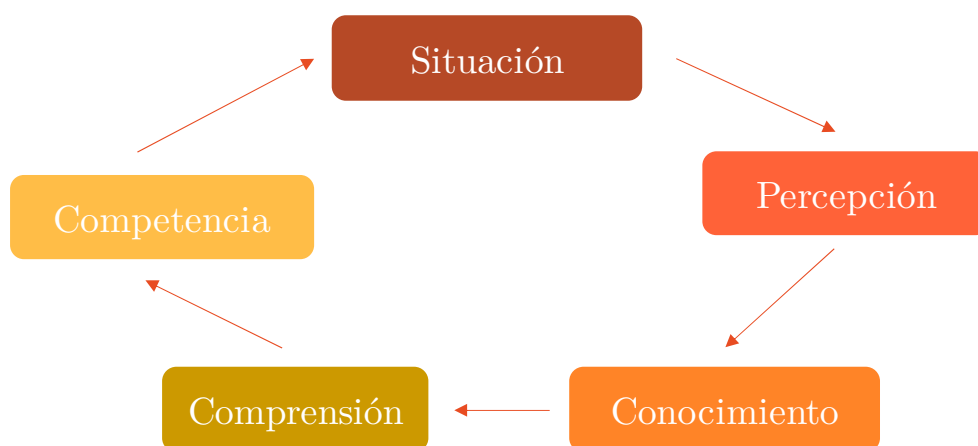 Situación
Percepción
Conocimiento
Comprensión
Competencia